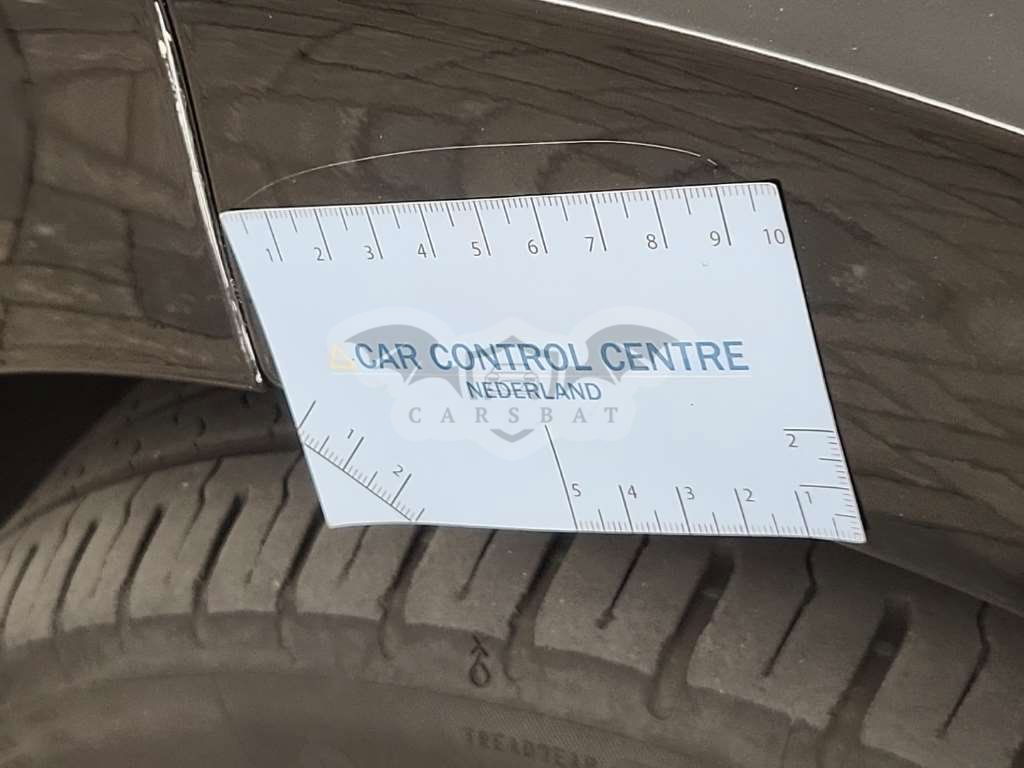 1 2 3 4 5 6 7 8 9 10
CAR CONTROL CENTRE
NEDERLAND
CARSBAT
1 2
2
5 4 3 2 1
TREADWEAR